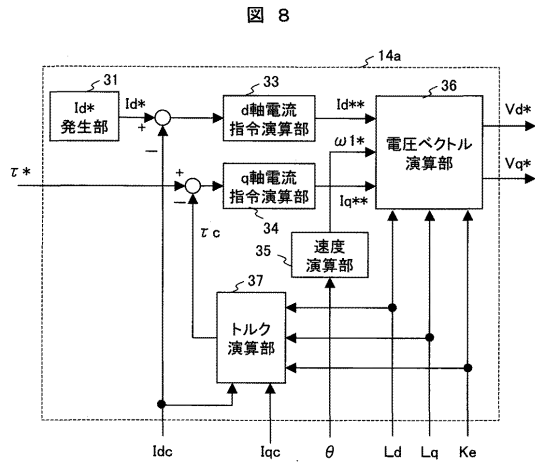 図 8
14a
31
Id*
発生部
Id*
+
−
33
d軸電流
指令演算部
Id**
ω1*
36
電圧ベクトル
演算部
Vd*
Vq*
τ*
+
−
q軸電流
指令演算部
34
Iq**
τc
35
速度
演算部
37
トルク
演算部
Idc
Iqc
θ
Ld
Lq
Ke